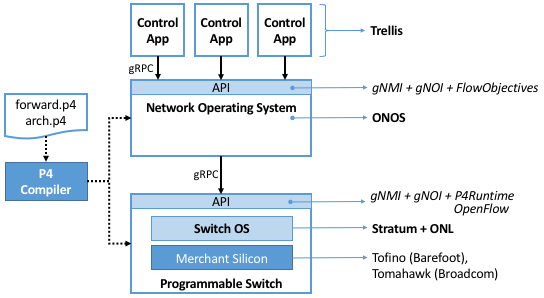 Control
App
Control
App
Control
App
Trellis
gRPC
API
gNMI + gNOI + FlowObjectives
Network Operating System
forward.p4
arch.p4
ONOS
P4
Compiler
gRPC
API
gNMI + gNOI + P4Runtime
OpenFlow
Switch OS
Stratum + ONL
Merchant Silicon
Tofino (Barefoot),
Tomahawk (Broadcom)
Programmable Switch